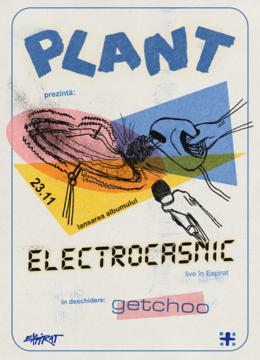 PLANT
prezintă:
23.11
lansarea albumului
ELECTROCASNIC
live în Expirat
în deschidere:
getchoo
EXPIRAT